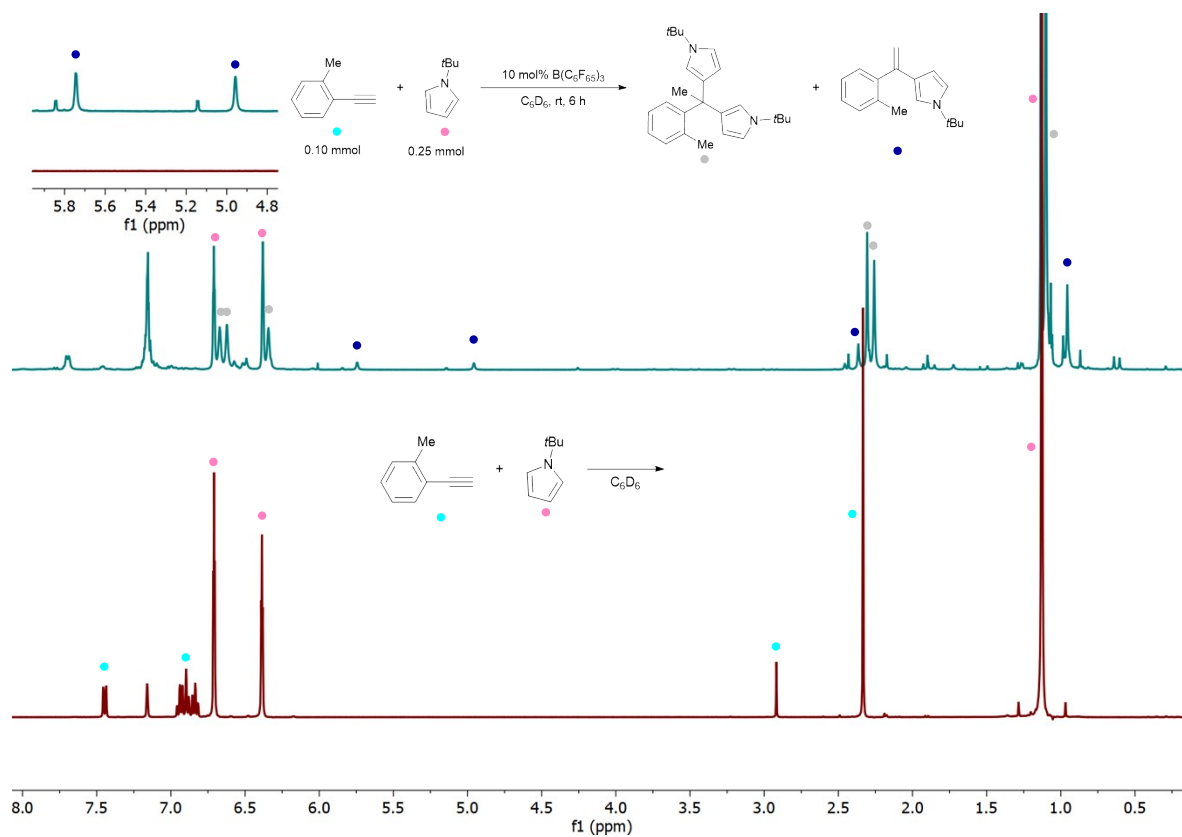 Me
+
tBu
N
0.10 mmol
0.25 mmol
10 mol% B(C6F65)3
C6D6, rt, 6 h
tBu
N
Me
Me
N
tBu
Me
N
tBu
5.8 5.6 5.4 5.2 5.0 4.8
f1 (ppm)
Me
+
tBu
N
C6D6
8.0 7.5 7.0 6.5 6.0 5.5 5.0 4.5 4.0 3.5 3.0 2.5 2.0 1.5 1.0 0.5
f1 (ppm)